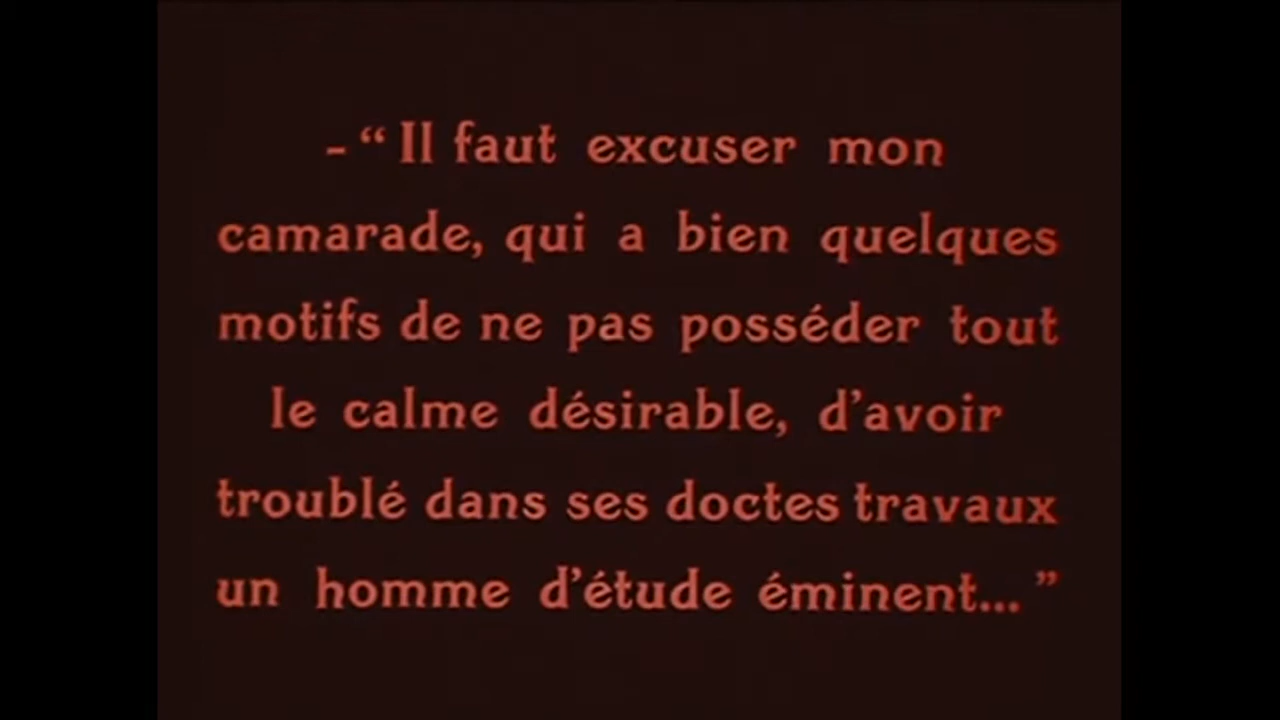 -“ Il faut excuser mon
camarade, qui a bien quelques
motifs de ne pas posséder tout
le calme désirable, d’avoir
troublé dans ses doctes travaux
un homme d’étude éminent... ”